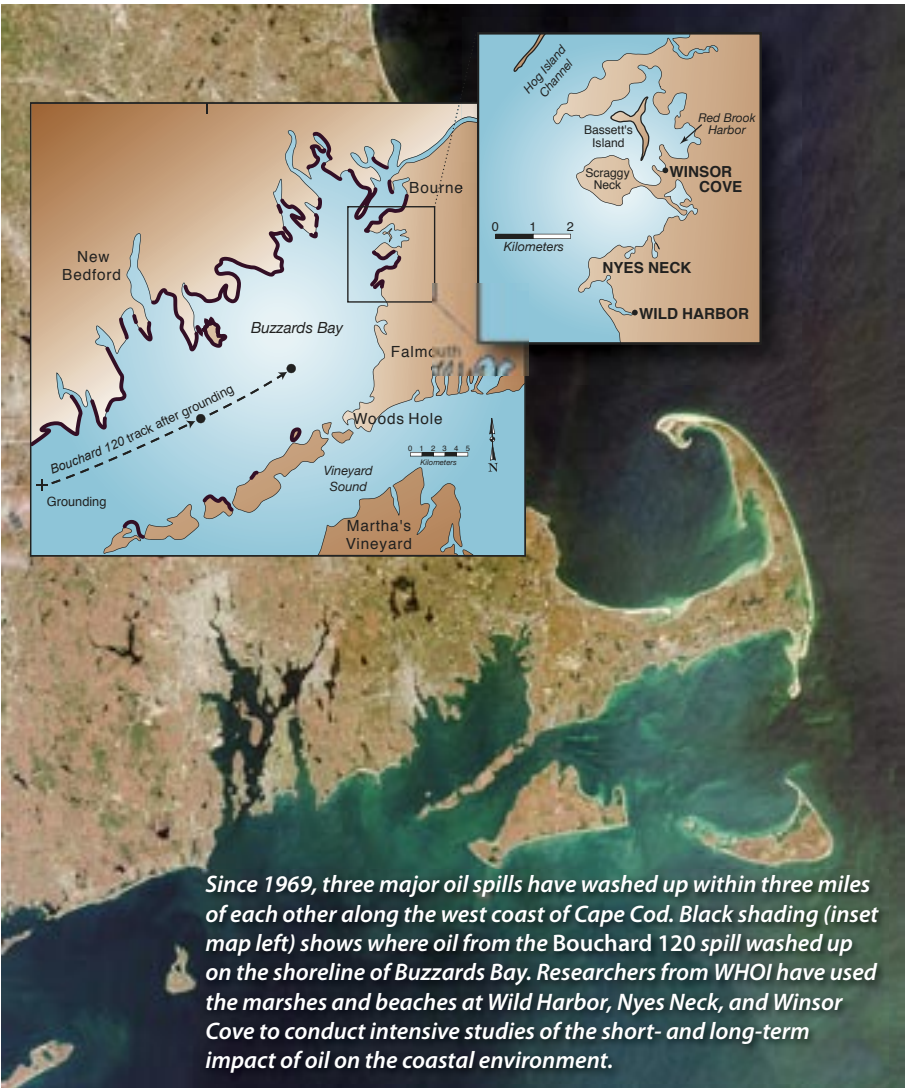 Hog Island
Channel
Bassett's
Island
Red Brook
Harbor
Scraggy
Neck
WINSOR
COVE
0 1 2
Kilometers
NYES NECK
WILD HARBOR
Bourne
New
Bedford
Buzzards Bay
Falmouth
Bouchard 120 track after grounding
Woods Hole
0 1 2 3 4 5
Kilometers
N
Grounding
Vineyard
Sound
Martha's
Vineyard
Since 1969, three major oil spills have washed up within three miles
of each other along the west coast of Cape Cod. Black shading (inset
map left) shows where oil from the Bouchard 120 spill washed up
on the shoreline of Buzzards Bay. Researchers from WHOI have used
the marshes and beaches at Wild Harbor, Nyes Neck, and Winsor
Cove to conduct intensive studies of the short- and long-term
impact of oil on the coastal environment.